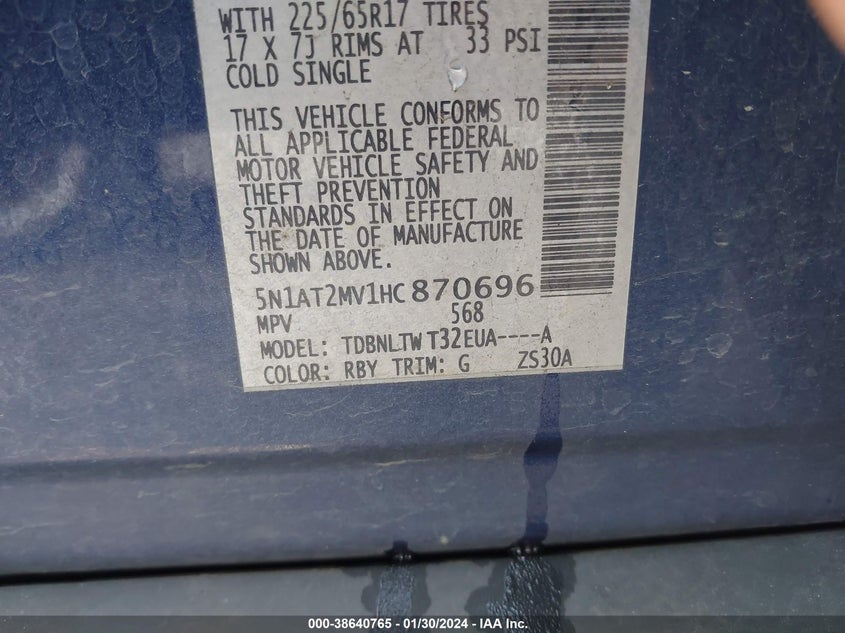 WITH 225/65R17 TIRES
17 X 7J RIMS AT 33 PSI
COLD SINGLE
THIS VEHICLE CONFORMS TO
ALL APPLICABLE FEDERAL
MOTOR VEHICLE SAFETY AND
THEFT PREVENTION
STANDARDS IN EFFECT ON
THE DATE OF MANUFACTURE
SHOWN ABOVE.
5N1AT2MV1HC870696
MPV 568
MODEL: TDBNLTW T32EUA----A
COLOR: RBY TRIM: G ZS30A
000-38640765 - 01/30/2024 - IAA Inc.